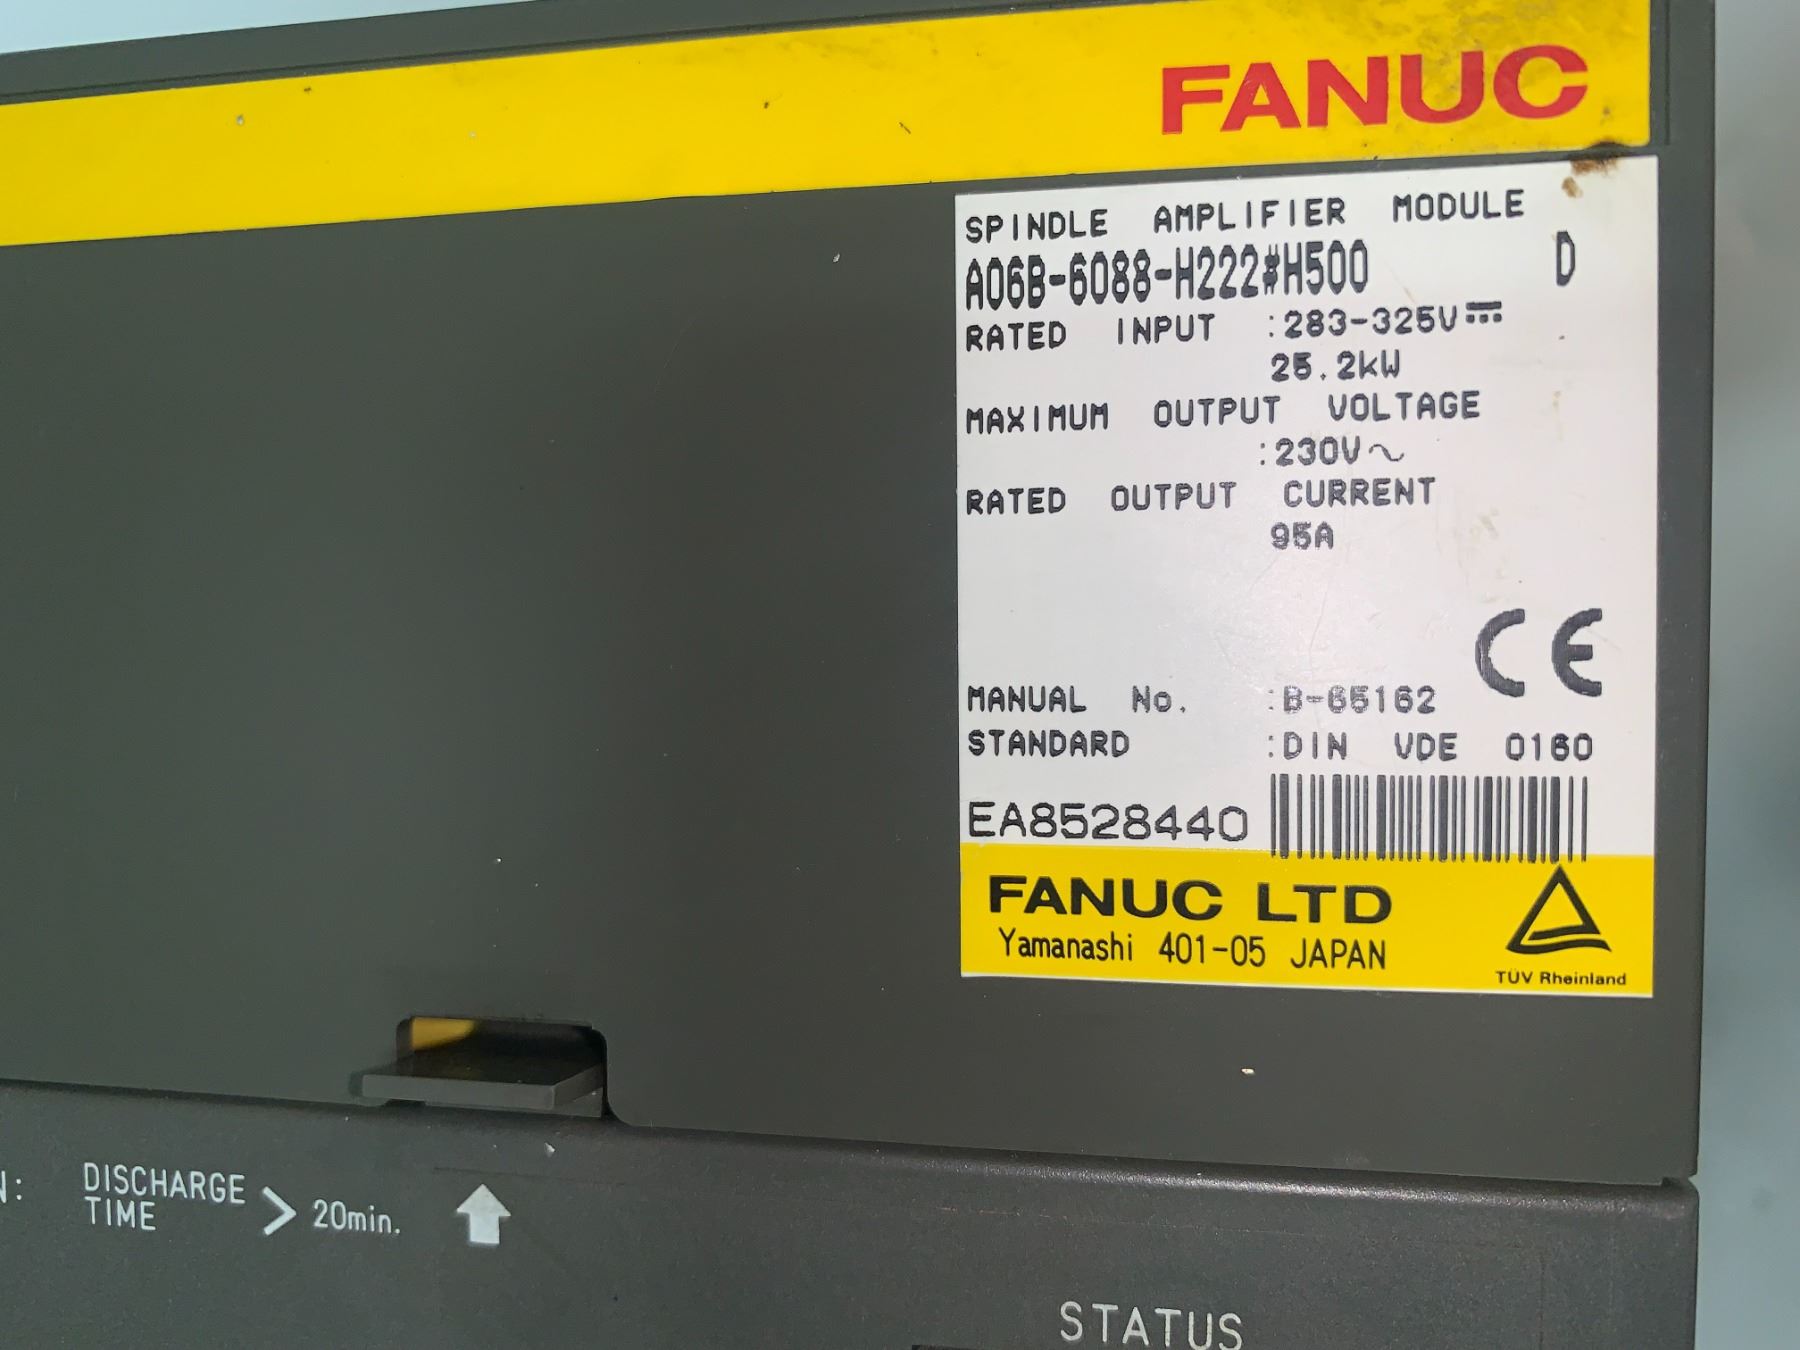 FANUC
SPINDLE AMPLIFIER MODULE
A06B-6088-H222#H500 D
RATED INPUT :283-325V⎓
25.2kW
MAXIMUM OUTPUT VOLTAGE
:230V~
RATED OUTPUT CURRENT
95A
CE
MANUAL No. :B-65162
STANDARD :DIN VDE 0160
EA8528440
FANUC LTD
Yamanashi 401-05 JAPAN
TÜV Rheinland
DISCHARGE
TIME > 20min.
STATUS